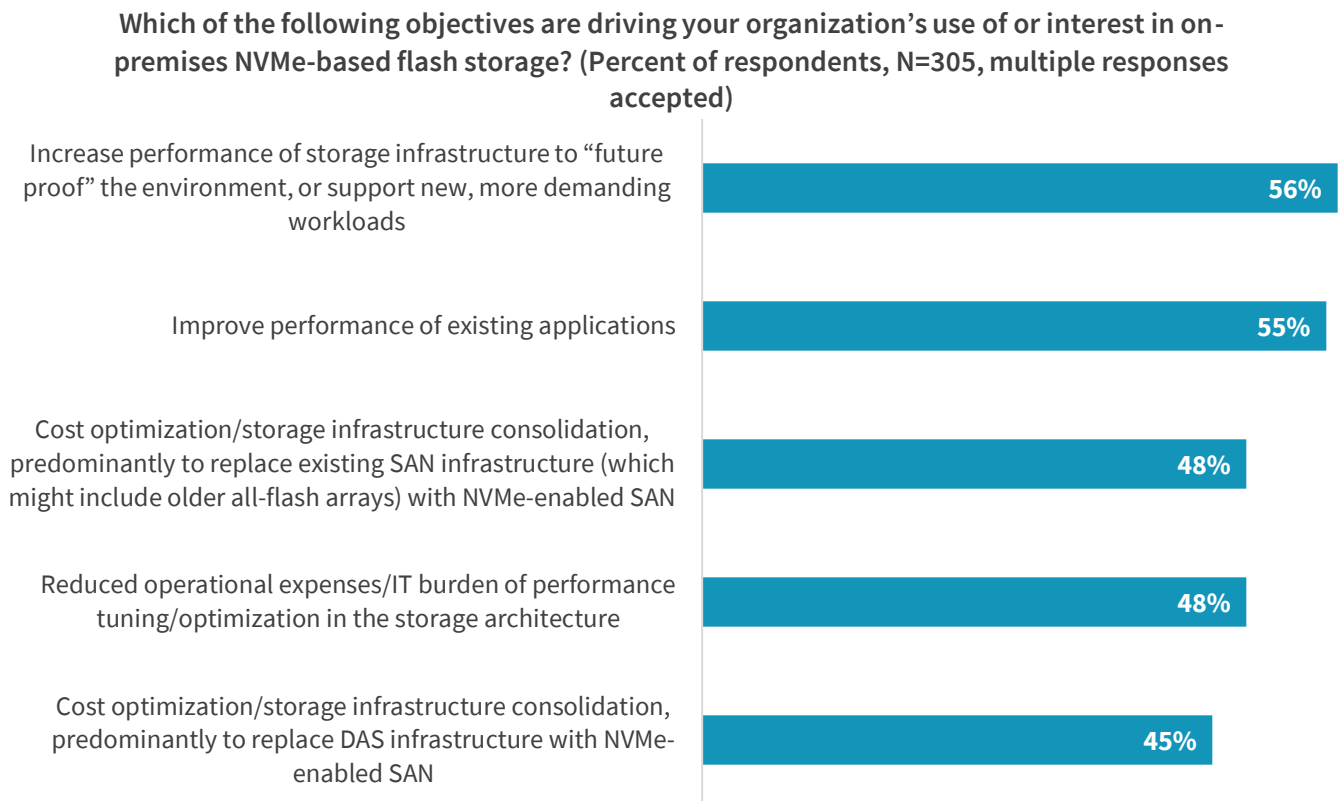 Which of the following objectives are driving your organization’s use of or interest in on-
premises NVMe-based flash storage? (Percent of respondents, N=305, multiple responses
accepted)
Increase performance of storage infrastructure to “future
proof” the environment, or support new, more demanding
workloads
56%
Improve performance of existing applications
55%
Cost optimization/storage infrastructure consolidation,
predominantly to replace existing SAN infrastructure (which
might include older all-flash arrays) with NVMe-enabled SAN
48%
Reduced operational expenses/IT burden of performance
tuning/optimization in the storage architecture
48%
Cost optimization/storage infrastructure consolidation,
predominantly to replace DAS infrastructure with NVMe-
enabled SAN
45%